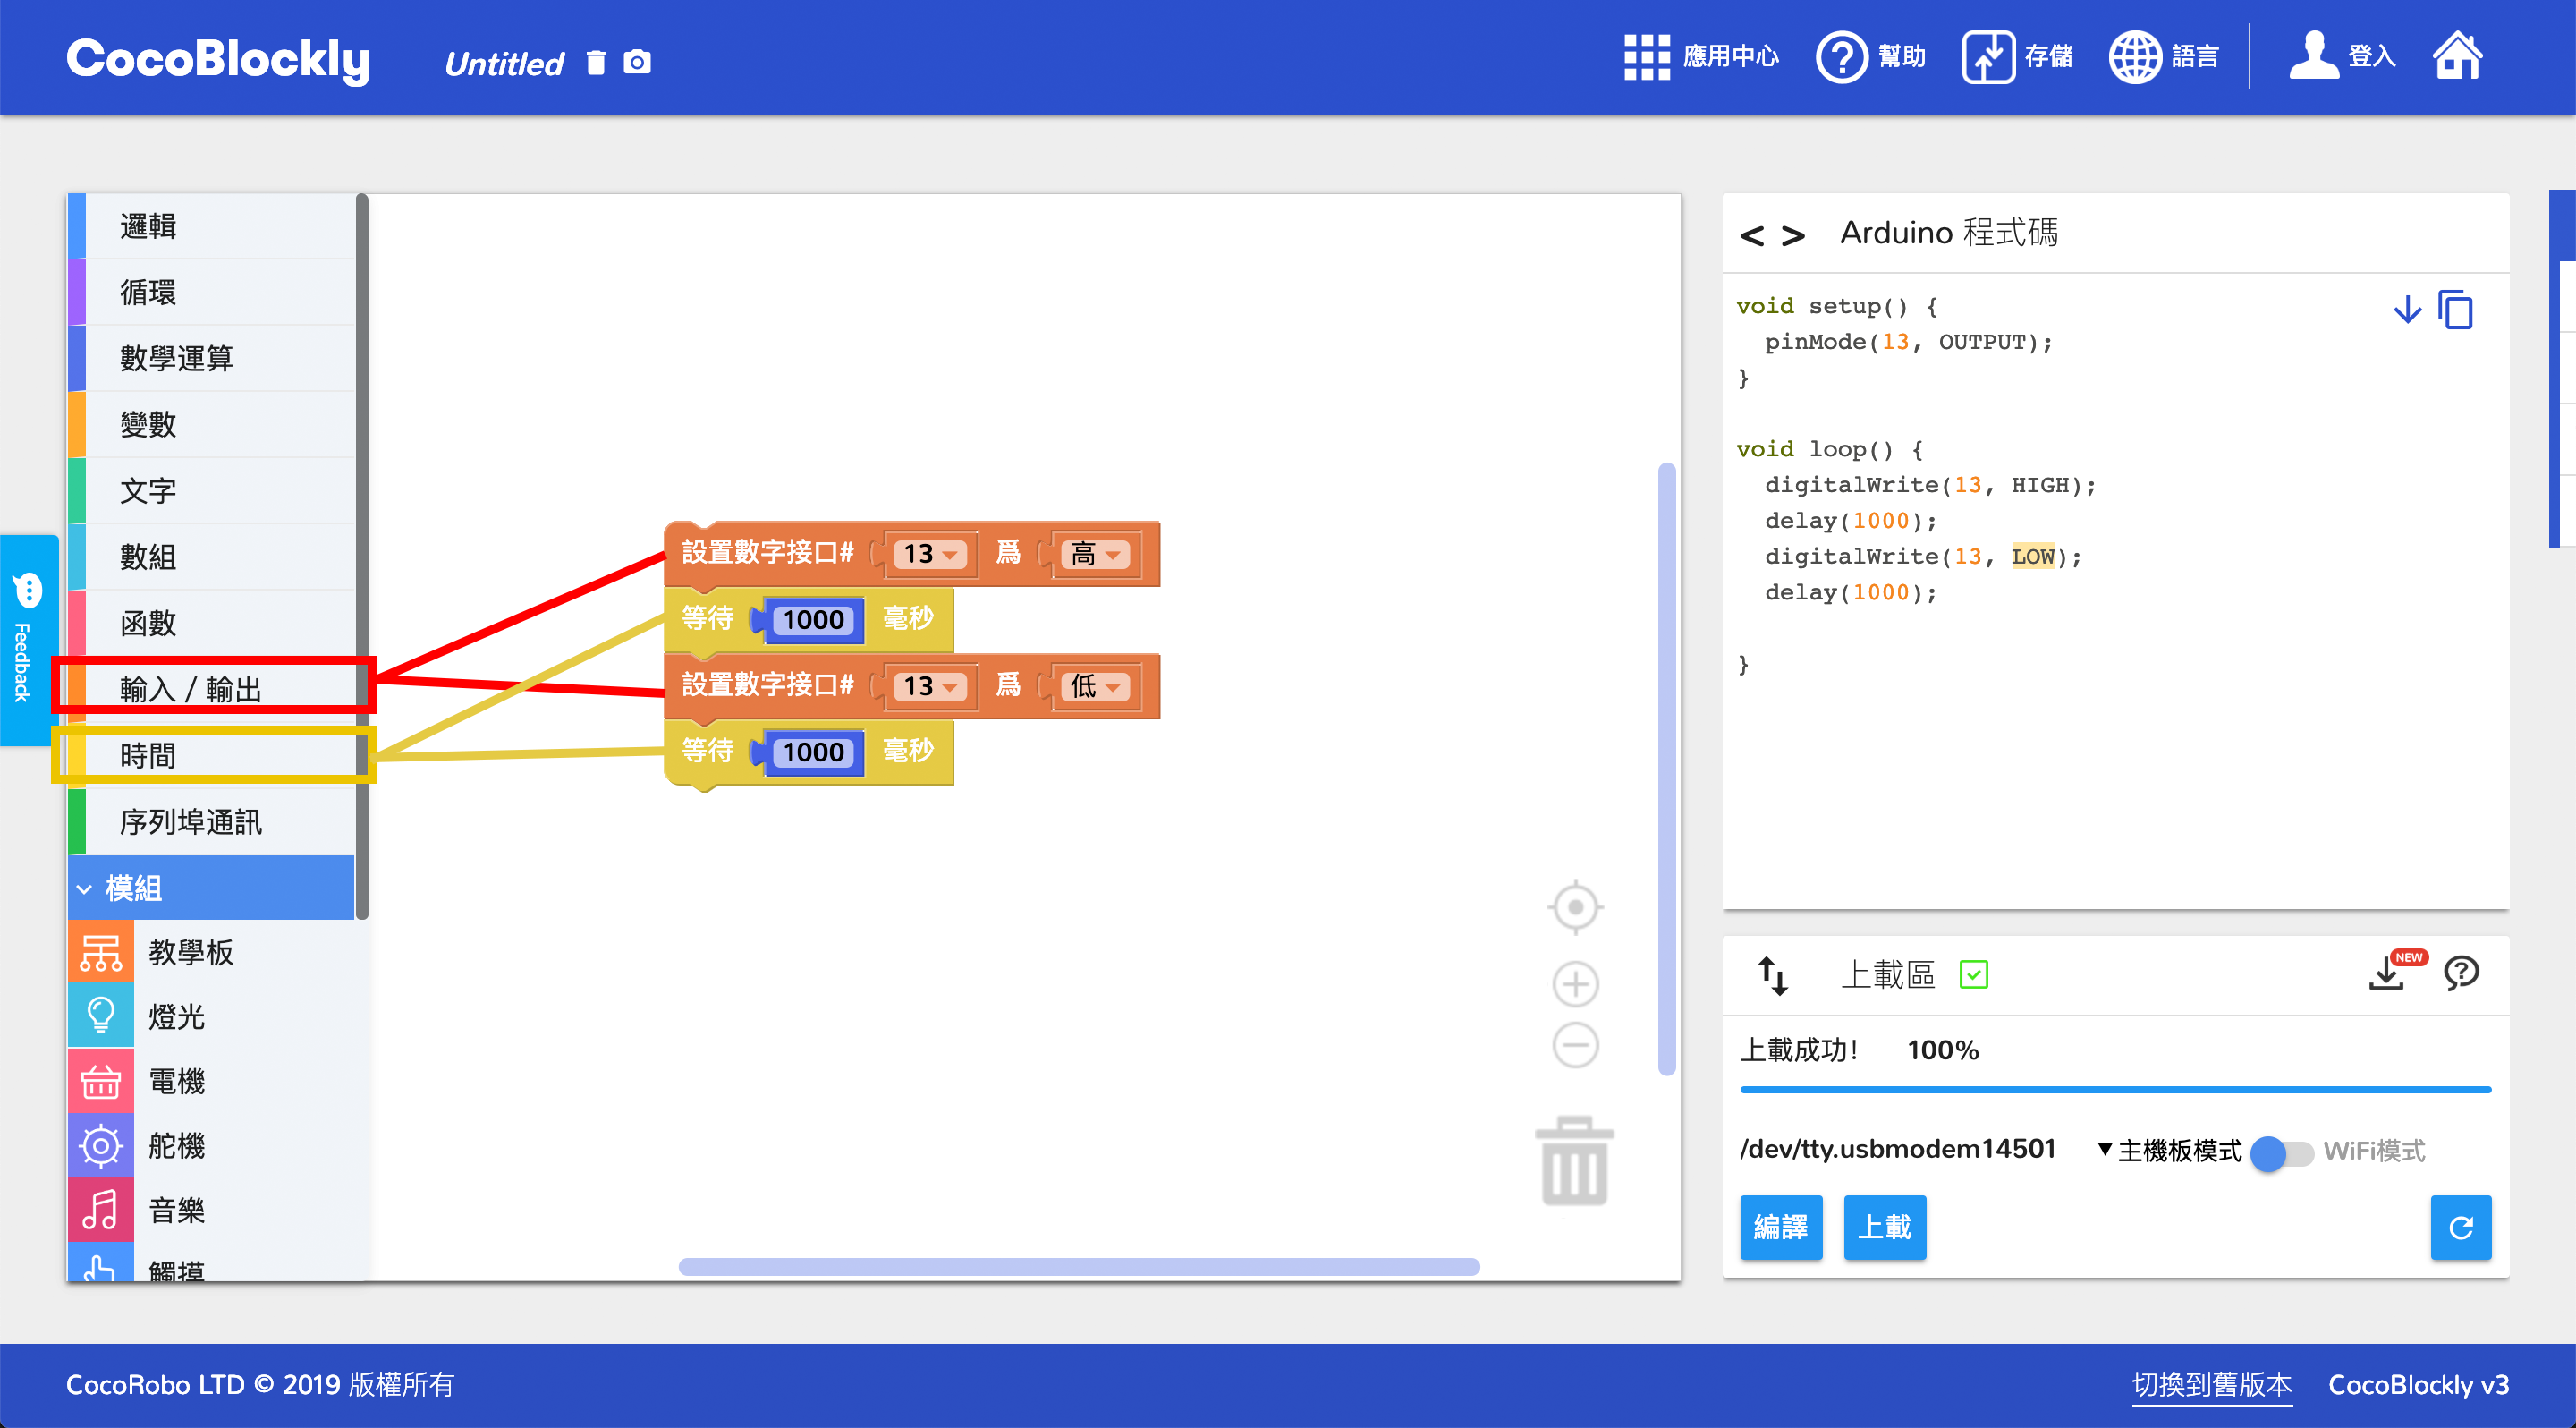 CocoBlockly
Untitled
應用中心
幫助
存儲
語言
登入
邏輯
循環
數學運算
變數
文字
數組
函數
輸入 / 輸出
時間
序列埠通訊
模組
教學板
燈光
電機
舵機
音樂
觸摸
Feedback
設置數字接口# 13 爲 高
等待 1000 毫秒
設置數字接口# 13 爲 低
等待 1000 毫秒
< > Arduino 程式碼
void setup() {
  pinMode(13, OUTPUT);
}
void loop() {
  digitalWrite(13, HIGH);
  delay(1000);
  digitalWrite(13, LOW);
  delay(1000);
}
上載區
NEW
上載成功! 100%
/dev/tty.usbmodem14501 ▼主機板模式 WiFi模式
編譯 上載
CocoRobo LTD © 2019 版權所有
切換到舊版本 CocoBlockly v3